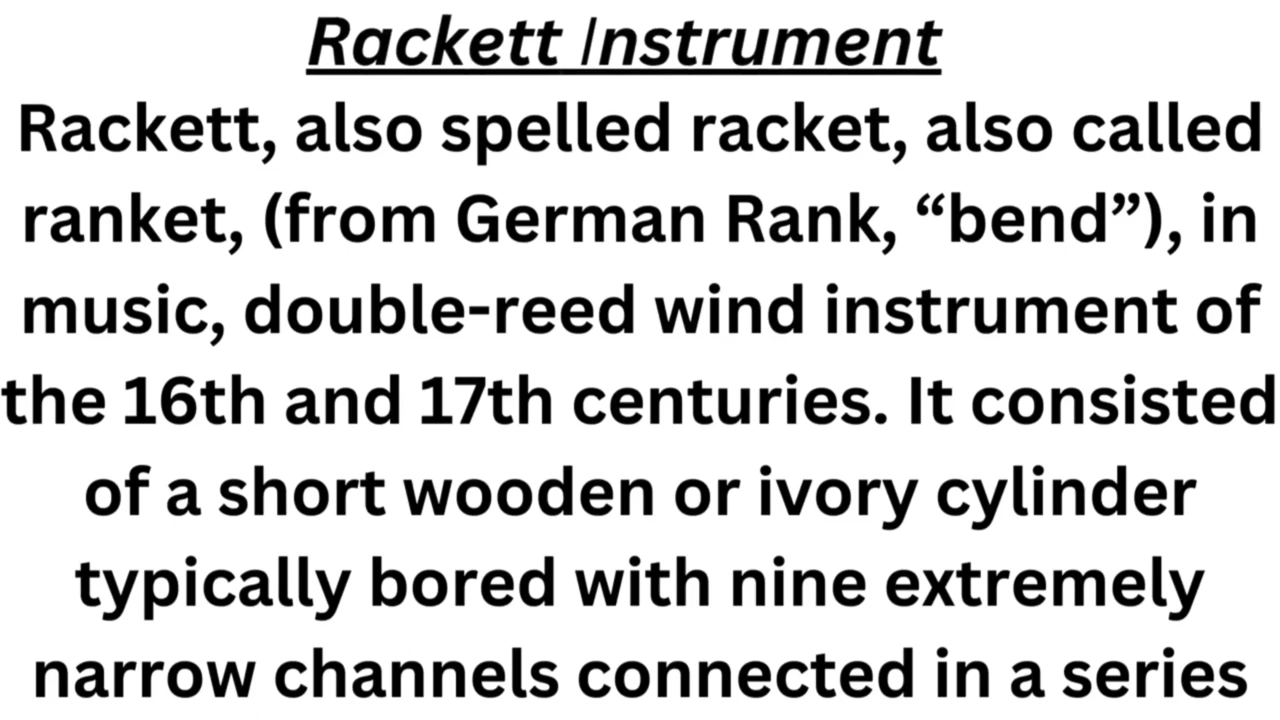 Rackett Instrument
Rackett, also spelled racket, also called
ranket, (from German Rank, “bend”), in
music, double-reed wind instrument of
the 16th and 17th centuries. It consisted
of a short wooden or ivory cylinder
typically bored with nine extremely
narrow channels connected in a series